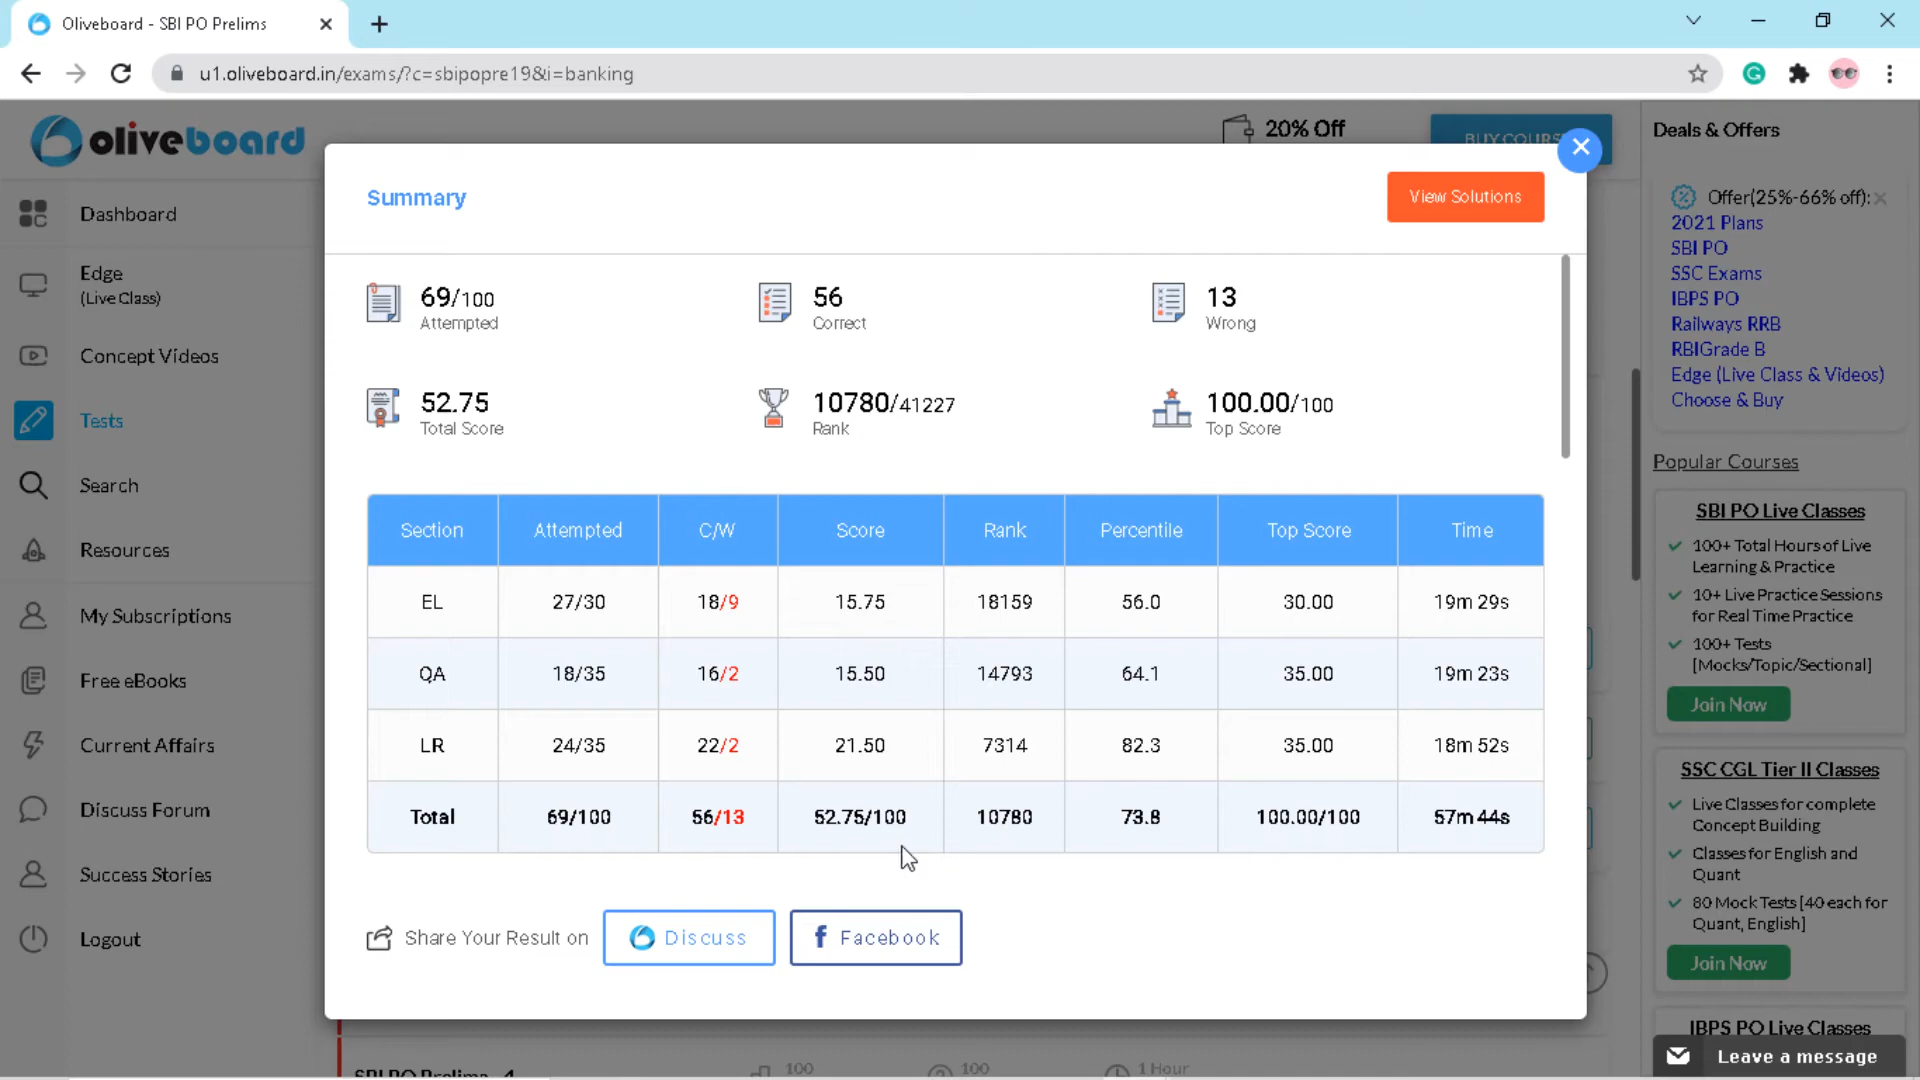 Oliveboard - SBI PO Prelims
u1.oliveboard.in/exams/?c=sbipopre19&i=banking
oliveboard
20% Off
Deals & Offers
Dashboard
Edge
(Live Class)
Concept Videos
Tests
Search
Resources
My Subscriptions
Free eBooks
Current Affairs
Discuss Forum
Success Stories
Logout
Summary
View Solutions
69/100
Attempted
56
Correct
13
Wrong
52.75
Total Score
10780/41227
Rank
100.00/100
Top Score
Section Attempted C/W Score Rank Percentile Top Score Time
EL 27/30 18/9 15.75 18159 56.0 30.00 19m 29s
QA 18/35 16/2 15.50 14793 64.1 35.00 19m 23s
LR 24/35 22/2 21.50 7314 82.3 35.00 18m 52s
Total 69/100 56/13 52.75/100 10780 73.8 100.00/100 57m 44s
Share Your Result on Discuss Facebook
100 100 1 Hour
Offer(25%-66% off):
2021 Plans
SBI PO
SSC Exams
IBPS PO
Railways RRB
RBIGrade B
Edge (Live Class & Videos)
Choose & Buy
Popular Courses
SBI PO Live Classes
100+ Total Hours of Live
Learning & Practice
10+ Live Practice Sessions
for Real Time Practice
100+ Tests
[Mocks/Topic/Sectional]
Join Now
SSC CGL Tier II Classes
Live Classes for complete
Concept Building
Classes for English and
Quant
80 Mock Tests [40 each for
Quant, English]
Join Now
IBPS PO Live Classes
Leave a message